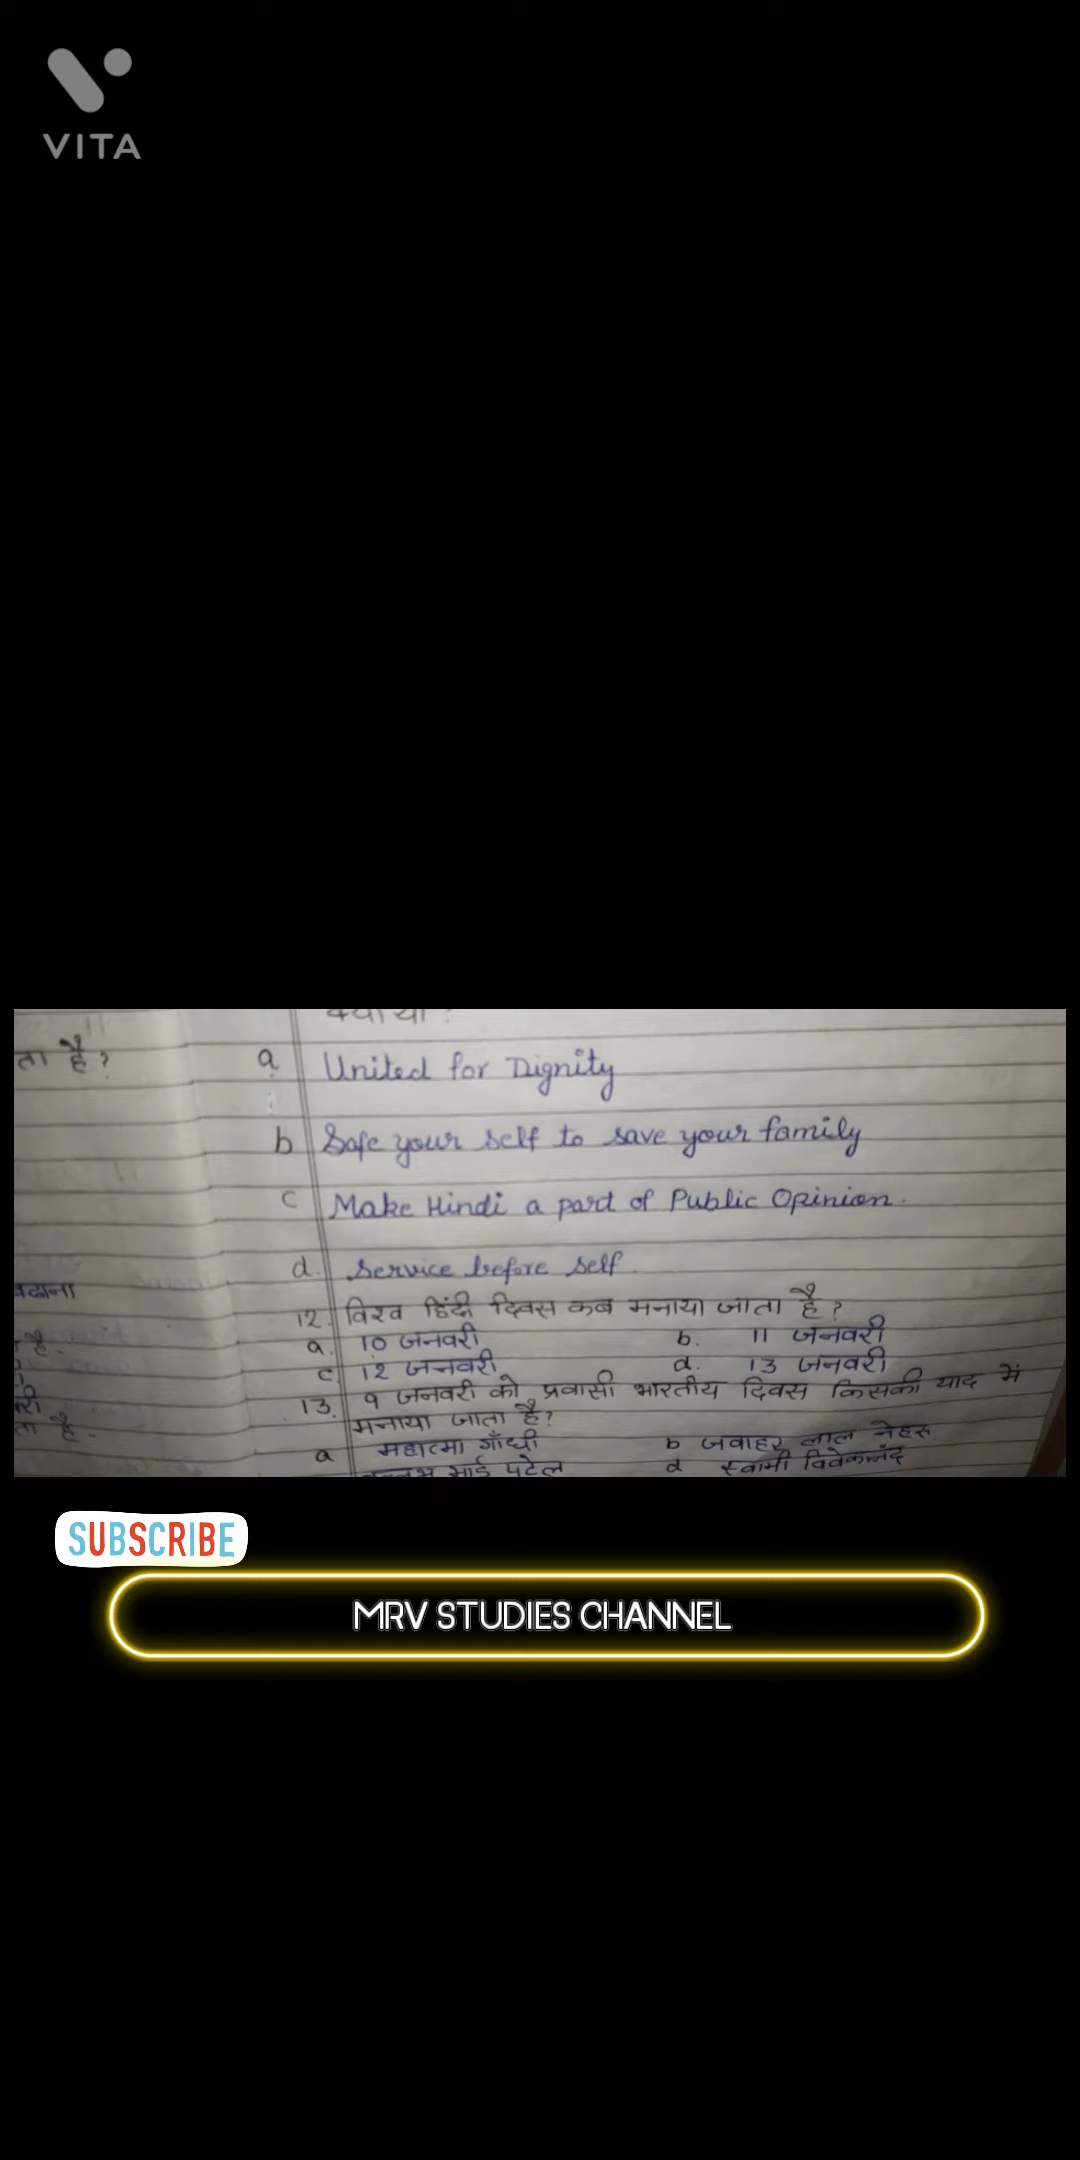 VITA
क्या था?
ता है?
a United for Dignity
b Safe your self to save your family
c Make Hindi a part of Public Opinion.
d. Service before self.
12. विश्व हिंदी दिवस कब मनाया जाता है?
a. 10 जनवरी b. 11 जनवरी
है.
c. 12 जनवरी d. 13 जनवरी
13. 9 जनवरी को प्रवासी भारतीय दिवस किसकी याद में
मनाया जाता है?
ता है.
a महात्मा गाँधी b जवाहर लाल नेहरू
भाई पटेल d स्वामी विवेकानंद
SUBSCRIBE
MRV STUDIES CHANNEL